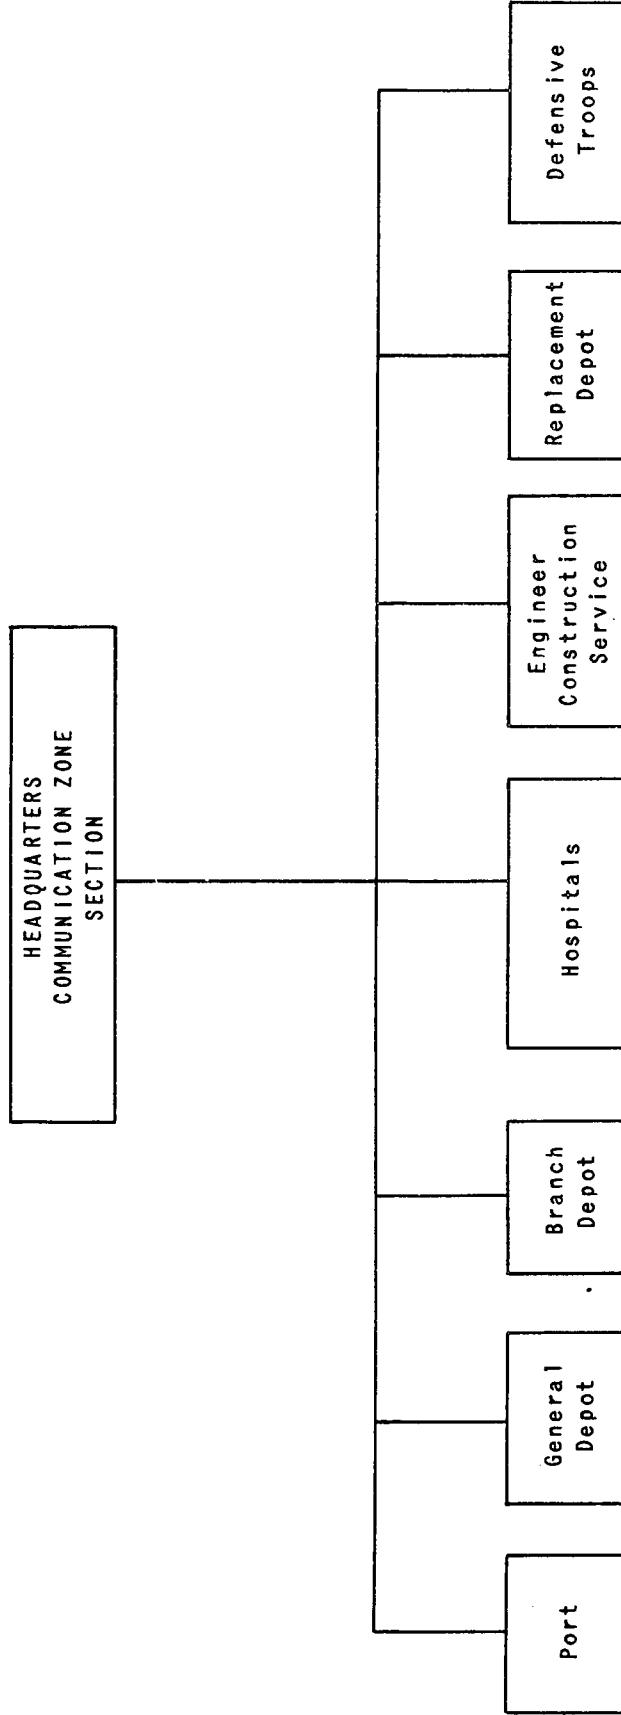 HEADQUARTERS
COMMUNICATION ZONE
SECTION
Port
General
Depot
Branch
Depot
Hospitals
Engineer
Construction
Service
Replacement
Depot
Defensive
Troops